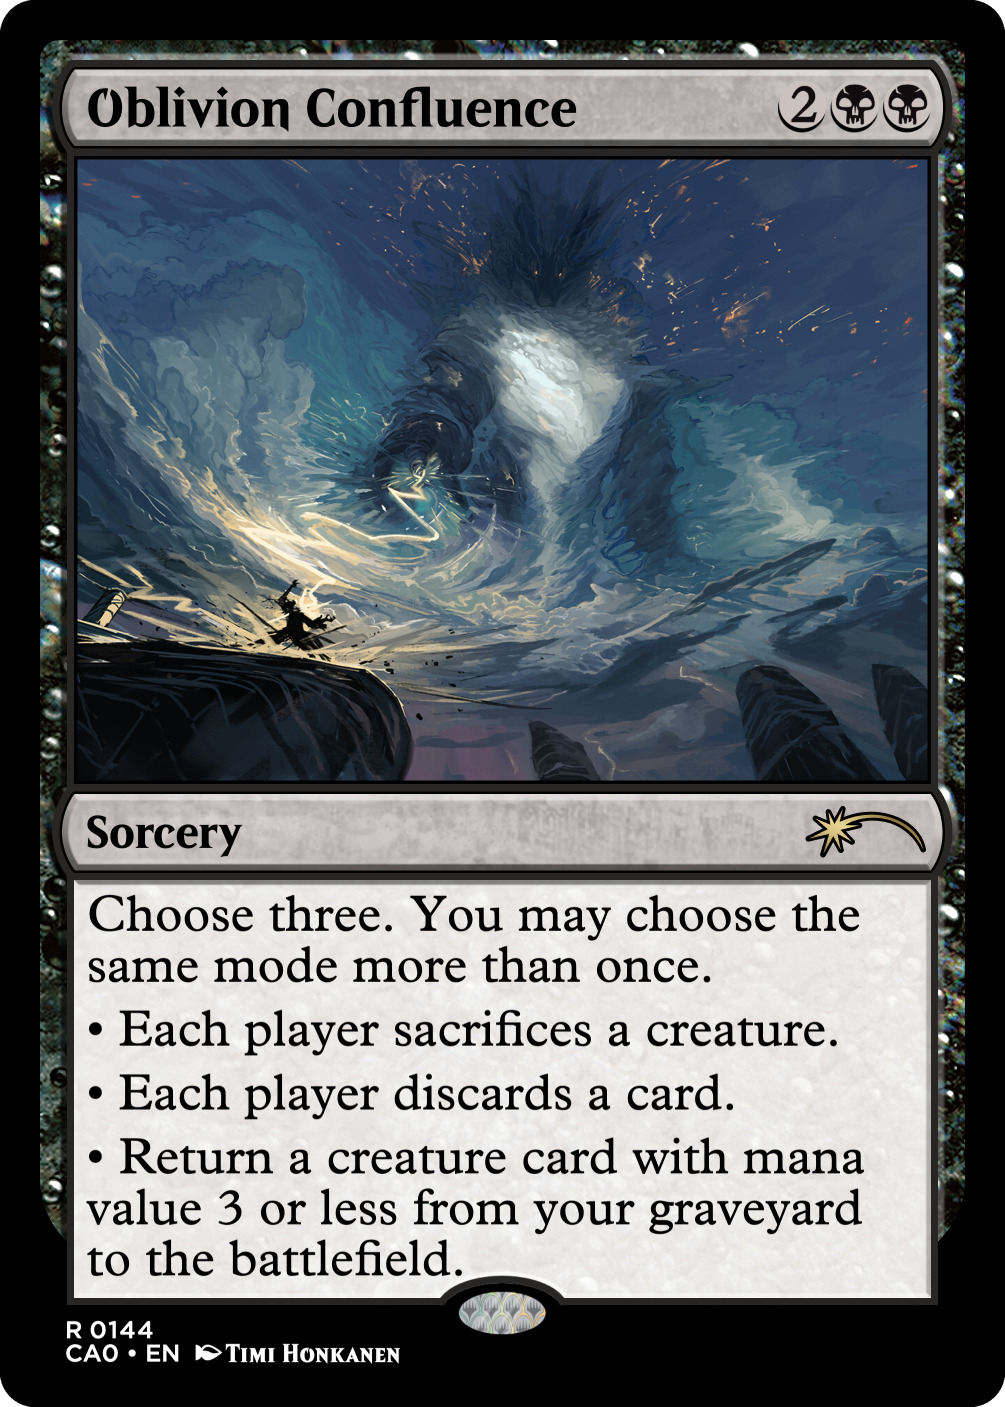 Oblivion Confluence 2
Sorcery
Choose three. You may choose the
same mode more than once.
• Each player sacrifices a creature.
• Each player discards a card.
• Return a creature card with mana
value 3 or less from your graveyard
to the battlefield.
R 0144
CAO • EN Timi Honkanen